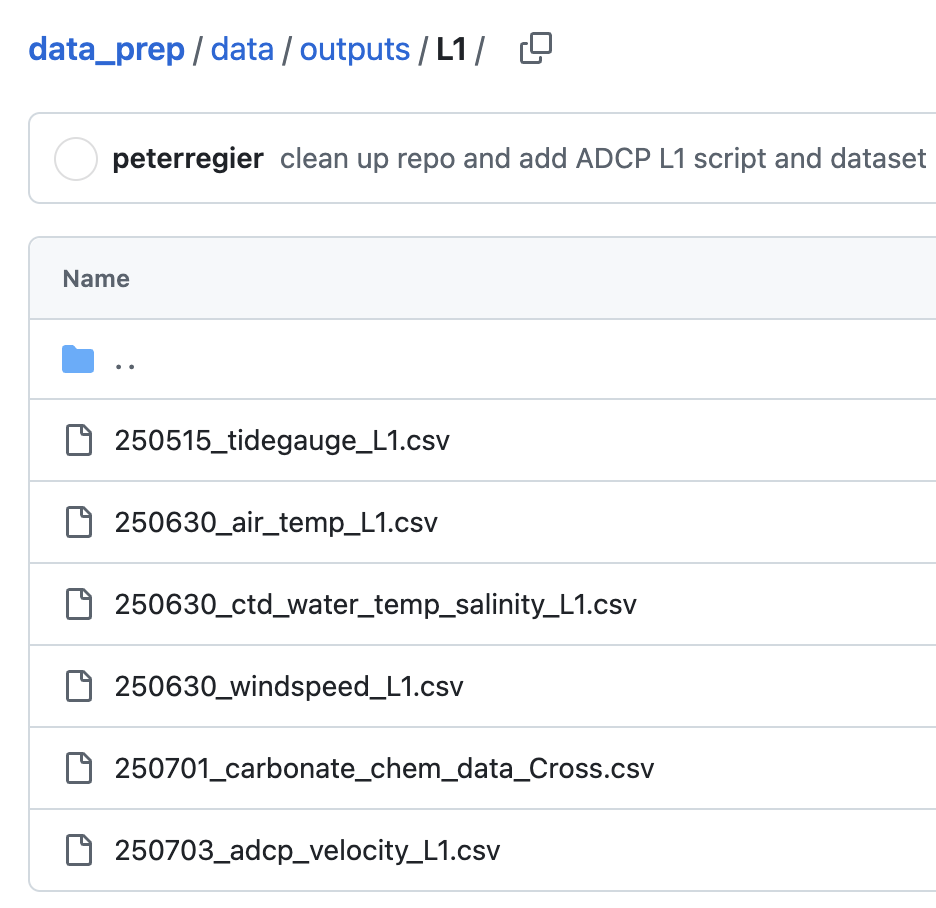 data_prep / data / outputs / L1 /
peterregier clean up repo and add ADCP L1 script and dataset
Name
..
250515_tidegauge_L1.csv
250630_air_temp_L1.csv
250630_ctd_water_temp_salinity_L1.csv
250630_windspeed_L1.csv
250701_carbonate_chem_data_Cross.csv
250703_adcp_velocity_L1.csv